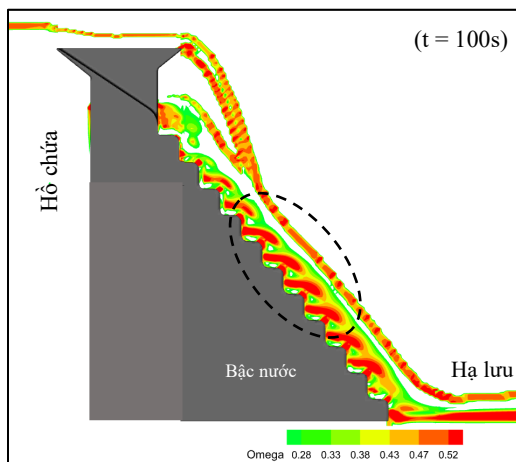 (t = 100s)
Hồ chứa
Bậc nước
Hạ lưu
Omega 0.28 0.33 0.38 0.43 0.47 0.52